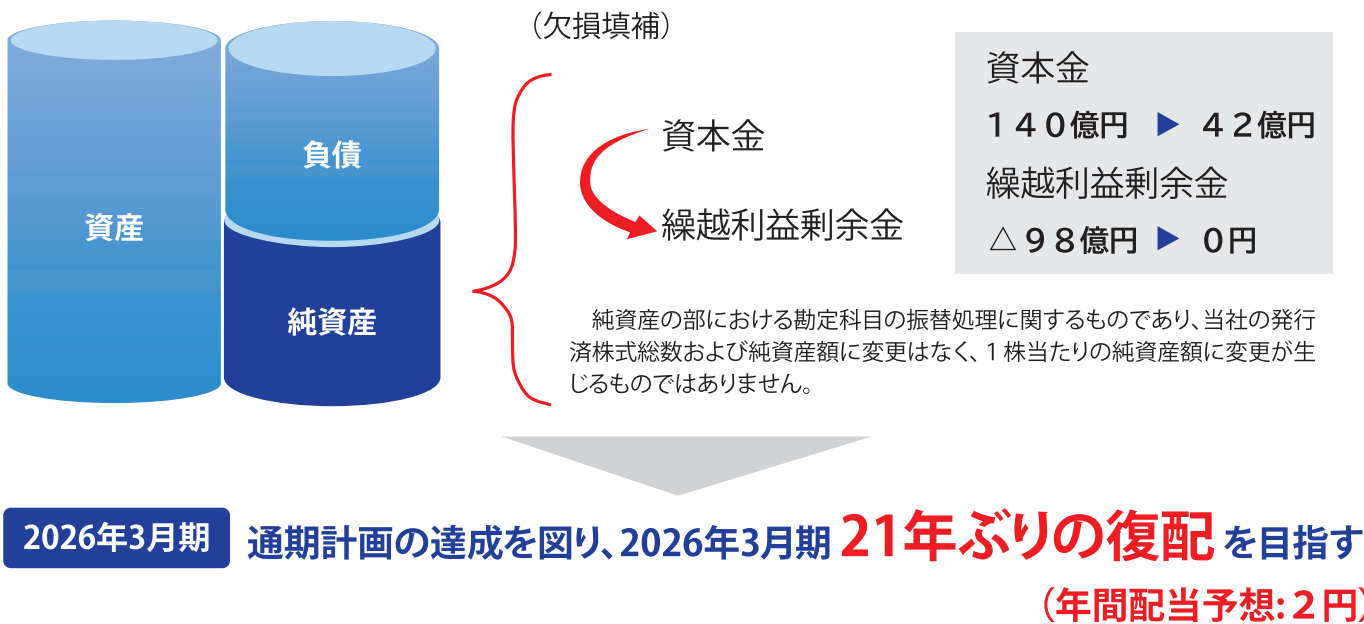 資産
負債
純資産
（欠損填補）
資本金
繰越利益剰余金
資本金
１４０億円 ▶ ４２億円
繰越利益剰余金
△９８億円 ▶ ０円
純資産の部における勘定科目の振替処理に関するものであり、当社の発行
済株式総数および純資産額に変更はなく、１株当たりの純資産額に変更が生
じるものではありません。
2026年3月期 通期計画の達成を図り、2026年3月期 21年ぶりの復配 を目指す
（年間配当予想:２円）